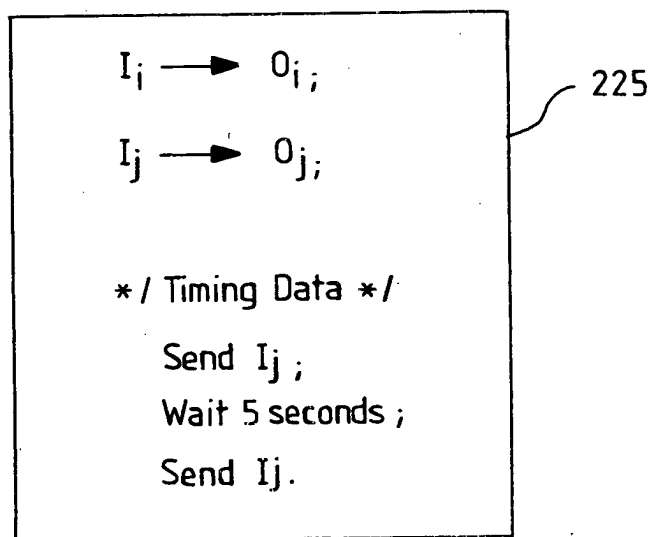 Ii → Oi;
225
Ij → Oj;
*/ Timing Data */
Send Ij;
Wait 5 seconds;
Send Ij.